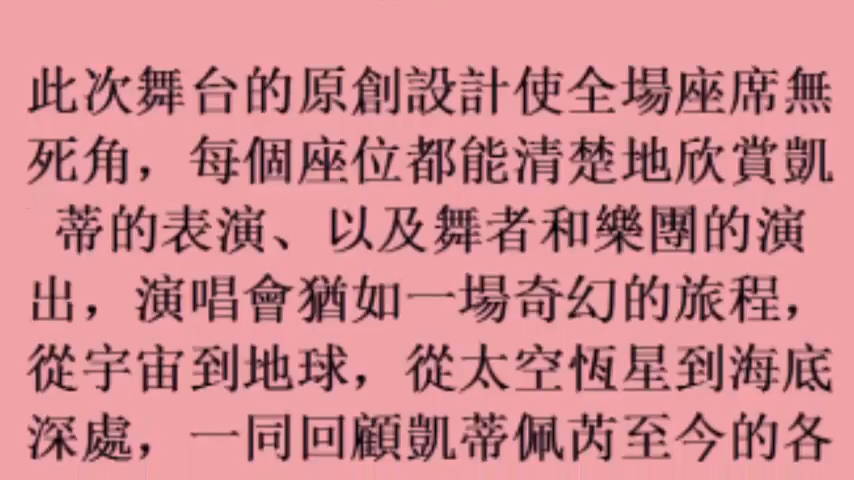 此次舞台的原創設計使全場座席無
死角，每個座位都能清楚地欣賞凱
蒂的表演、以及舞者和樂團的演
出，演唱會猶如一場奇幻的旅程，
從宇宙到地球，從太空恆星到海底
深處，一同回顧凱蒂佩芮至今的各